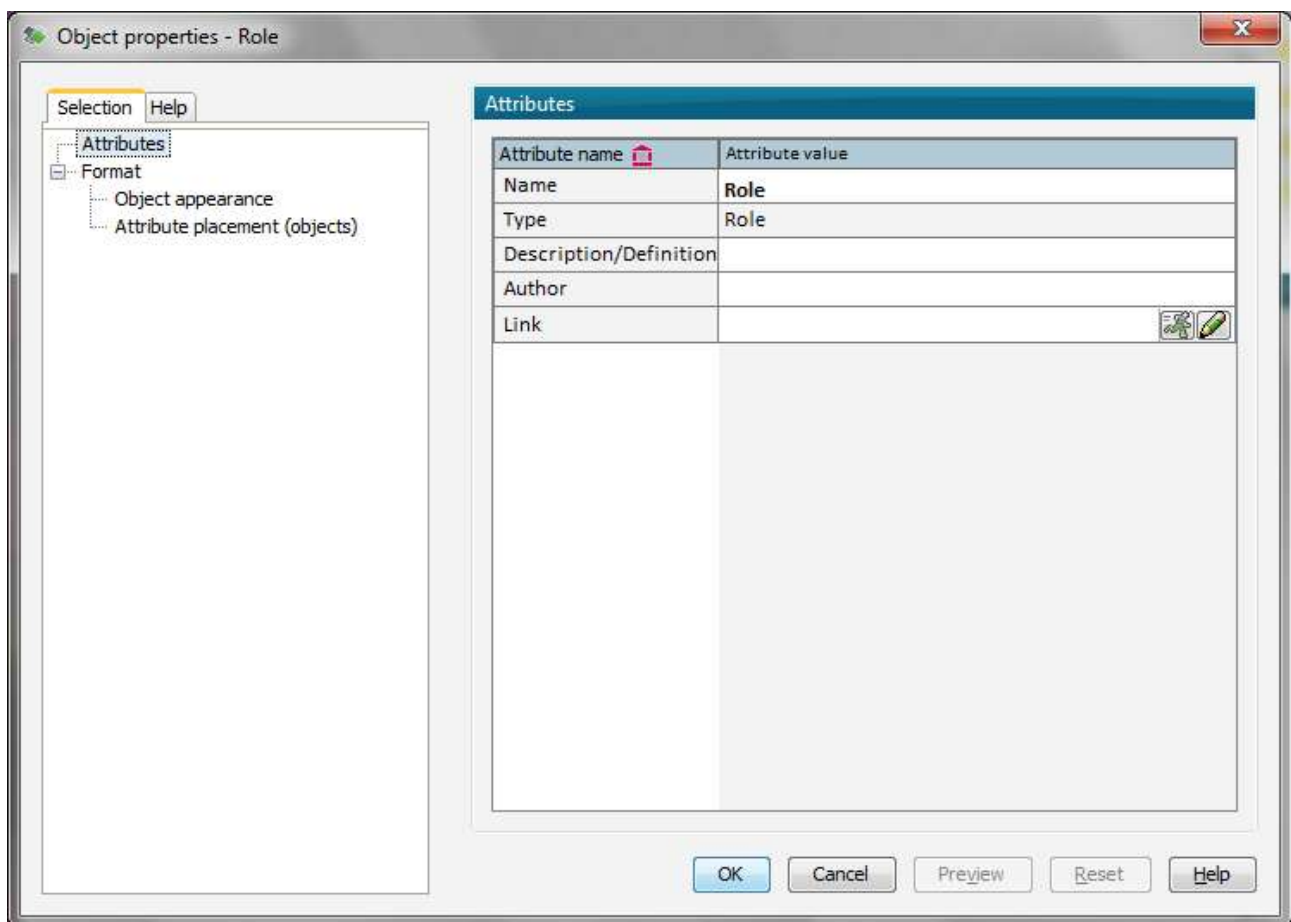 Object properties - Role
X
Selection Help
Attributes
Format
Object appearance
Attribute placement (objects)
Attributes
Attribute name Attribute value
Name Role
Type Role
Description/Definition
Author
Link
OK Cancel Preview Reset Help